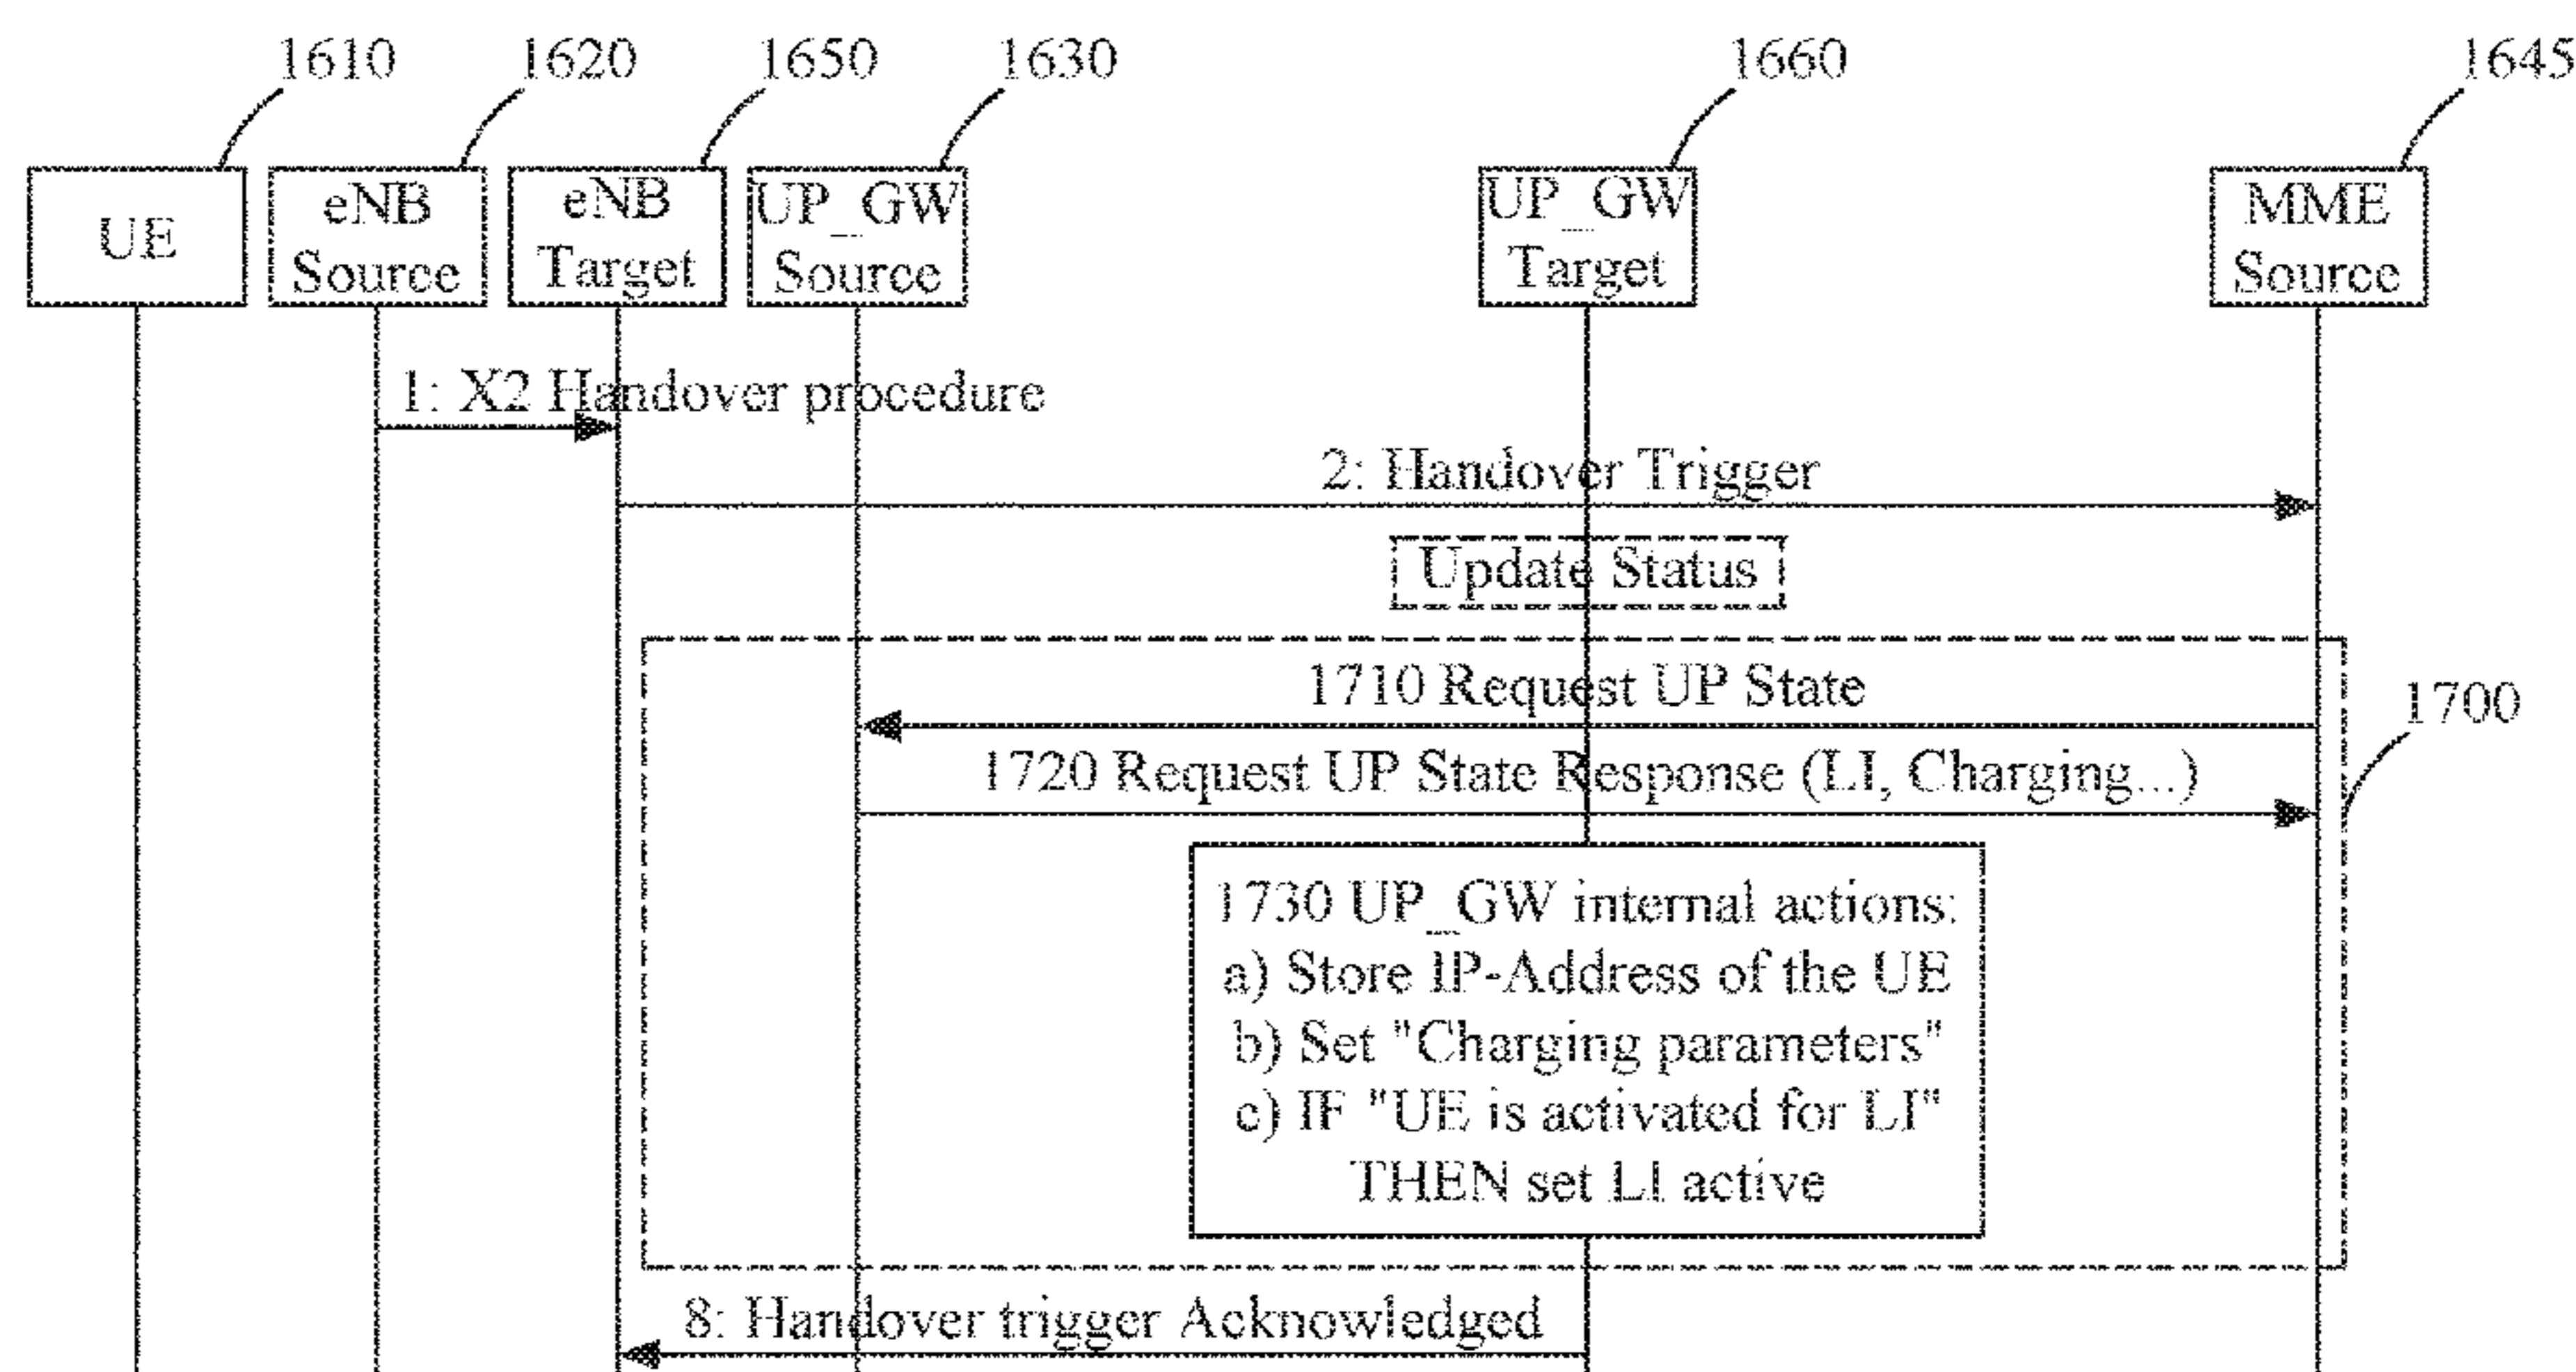 1610 1620 1650 1630 1660 1645
UE
eNB
Source
eNB
Target
UP_GW
Source
UP_GW
Target
MME
Source
1: X2 Handover procedure
2: Handover Trigger
Update Status
1710 Request UP State
1700
1720 Request UP State Response (LI, Charging...)
1730 UP_GW internal actions:
a) Store IP-Address of the UE
b) Set "Charging parameters"
c) IF "UE is activated for LI"
THEN set LI active
8: Handover trigger Acknowledged